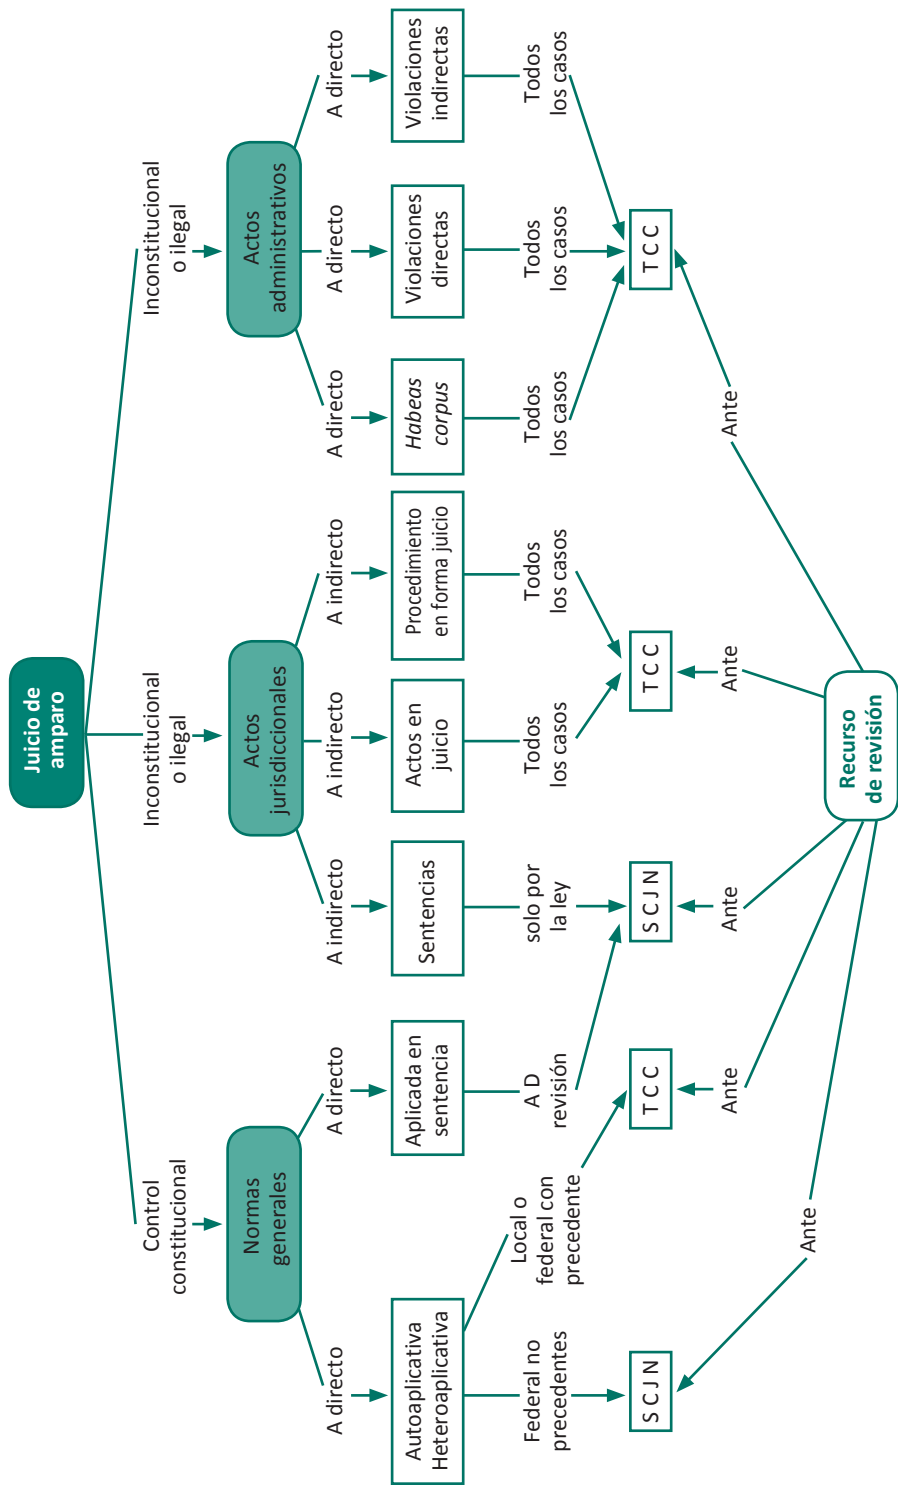 Juicio de
amparo
Control
constitucional
Inconstitucional
o ilegal
Inconstitucional
o ilegal
Normas
generales
Actos
jurisdiccionales
Actos
administrativos
A directo
A directo
A indirecto
A indirecto
A indirecto
A directo
A directo
A directo
Autoaplicativa
Heteroaplicativa
Aplicada en
sentencia
Sentencias
Actos en
juicio
Procedimiento
en forma juicio
Habeas
corpus
Violaciones
directas
Violaciones
indirectas
Federal no
precedentes
Local o
federal con
precedente
A D
revisión
solo por
la ley
Todos
los casos
Todos
los casos
Todos
los casos
Todos
los casos
Todos
los casos
S C J N
T C C
S C J N
T C C
T C C
Ante
Ante
Ante
Ante
Ante
Recurso
de revisión